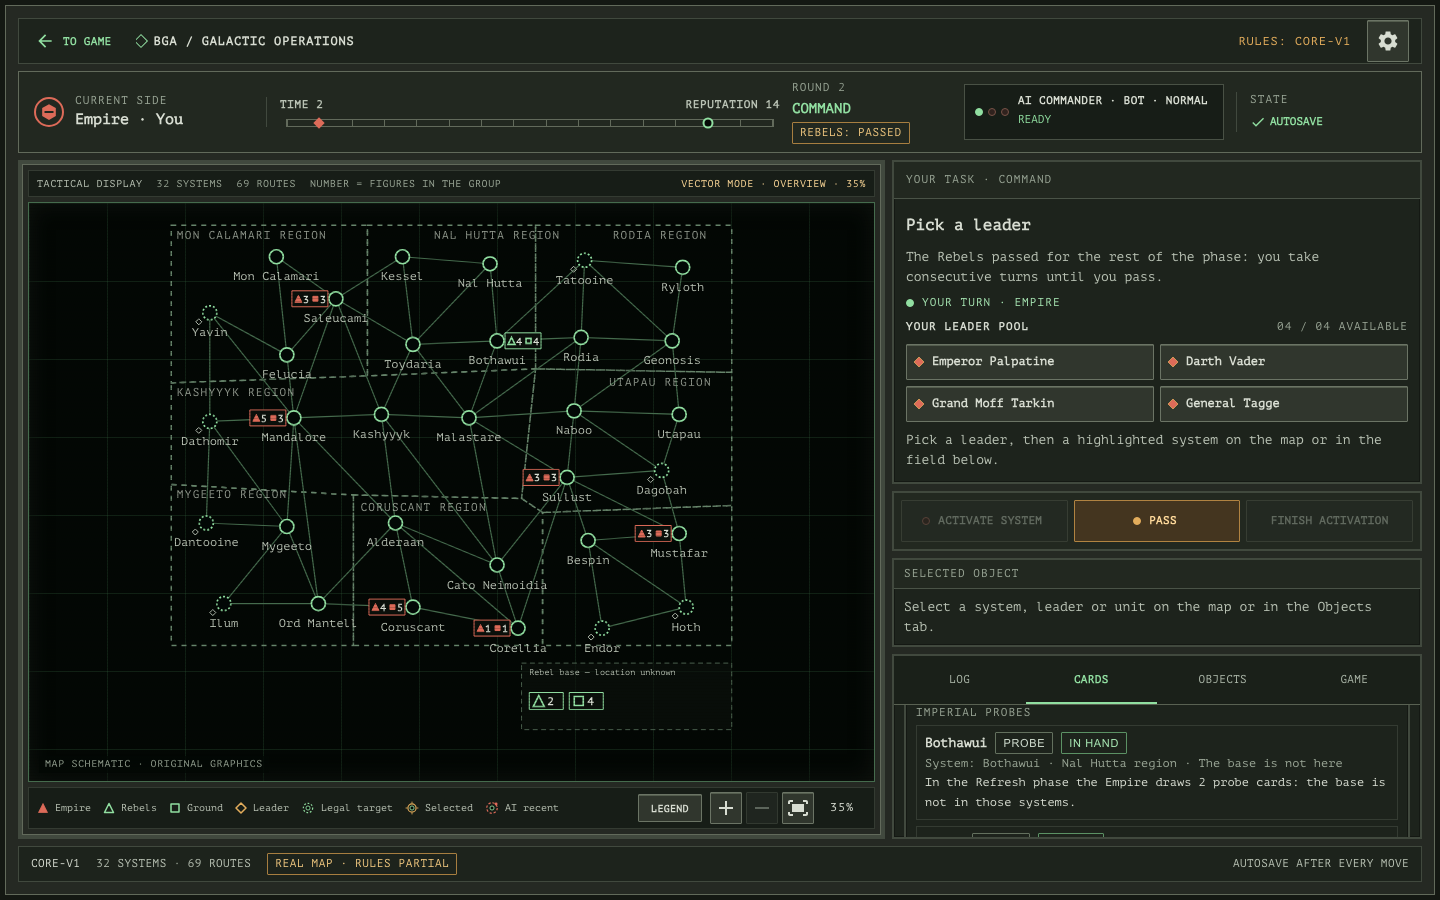 TO GAME
BGA / GALACTIC OPERATIONS
RULES: CORE-V1
CURRENT SIDE
Empire · You
TIME 2
REPUTATION 14
ROUND 2
COMMAND
REBELS: PASSED
AI COMMANDER · BOT · NORMAL
READY
STATE
AUTOSAVE
TACTICAL DISPLAY 32 SYSTEMS 69 ROUTES NUMBER = FIGURES IN THE GROUP
VECTOR MODE · OVERVIEW · 35%
MON CALAMARI REGION
NAL HUTTA REGION
RODIA REGION
Mon Calamari
Kessel
Nal Hutta
Tatooine
Ryloth
3 3
Saleucami
Yavin
4 4
Felucia
Toydaria
Bothawui
Rodia
Geonosis
KASHYYYK REGION
UTAPAU REGION
5 3
Dathomir
Mandalore
Kashyyyk
Malastare
Naboo
Utapau
3 3
MYGEETO REGION
Sullust
Dagobah
CORUSCANT REGION
Dantooine
Mygeeto
Alderaan
3 3
Bespin
Mustafar
Cato Neimoidia
4 5
Ilum
Ord Mantell
Coruscant
1 1
Hoth
Corellia
Endor
Rebel base — location unknown
2 4
MAP SCHEMATIC · ORIGINAL GRAPHICS
Empire
Rebels
Ground
Leader
Legal target
Selected
AI recent
LEGEND
35%
YOUR TASK · COMMAND
Pick a leader
The Rebels passed for the rest of the phase: you take
consecutive turns until you pass.
YOUR TURN · EMPIRE
YOUR LEADER POOL
04 / 04 AVAILABLE
Emperor Palpatine
Darth Vader
Grand Moff Tarkin
General Tagge
Pick a leader, then a highlighted system on the map or in the
field below.
ACTIVATE SYSTEM
PASS
FINISH ACTIVATION
SELECTED OBJECT
Select a system, leader or unit on the map or in the Objects
tab.
LOG
CARDS
OBJECTS
GAME
IMPERIAL PROBES
Bothawui PROBE IN HAND
System: Bothawui · Nal Hutta region · The base is not here
In the Refresh phase the Empire draws 2 probe cards: the base is
not in those systems.
CORE-V1
32 SYSTEMS · 69 ROUTES
REAL MAP · RULES PARTIAL
AUTOSAVE AFTER EVERY MOVE